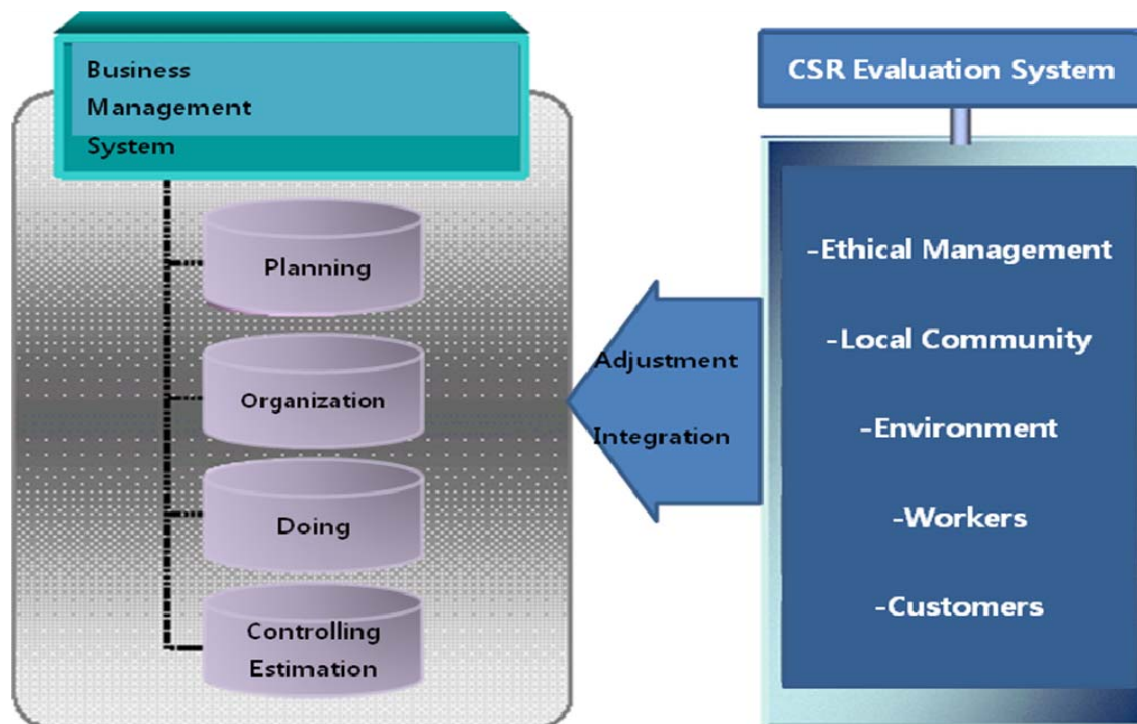 Business
Management
System
Planning
Organization
Doing
Controlling
Estimation
Adjustment
Integration
CSR Evaluation System
-Ethical Management
-Local Community
-Environment
-Workers
-Customers